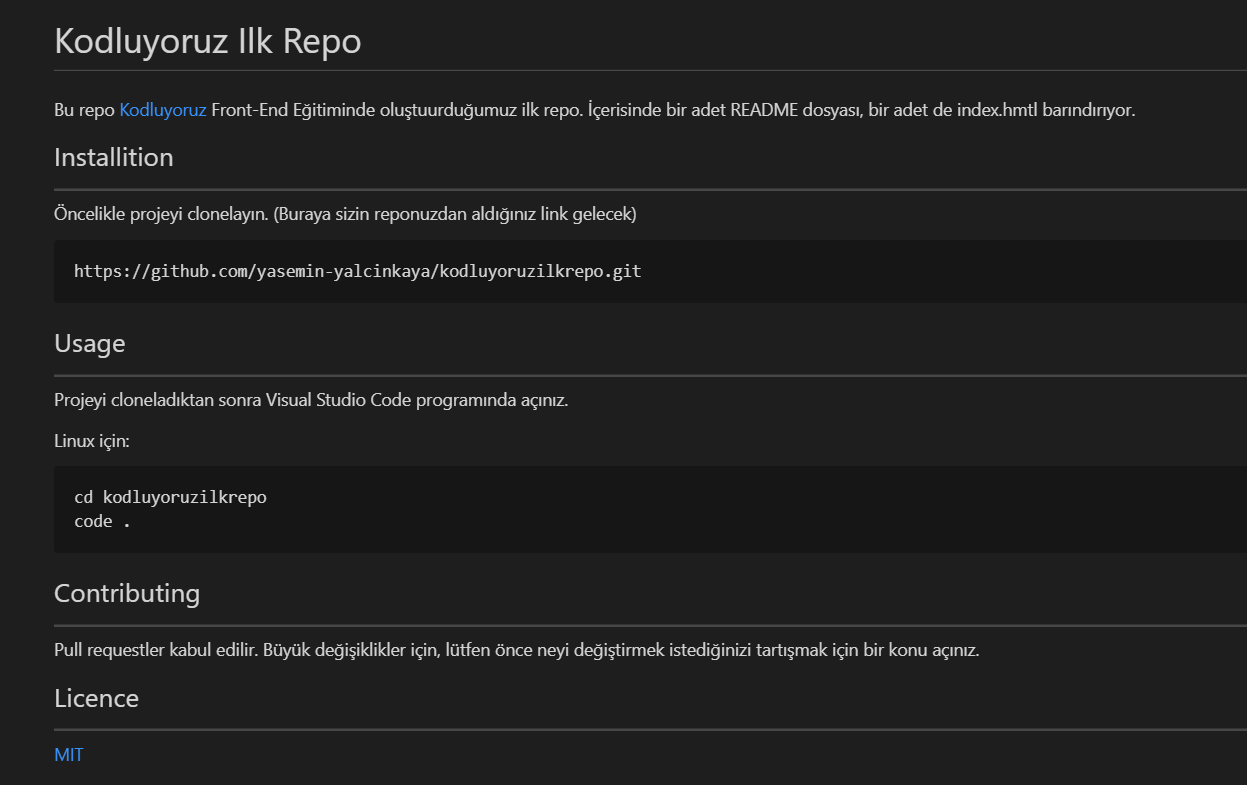 Kodluyoruz Ilk Repo
Bu repo Kodluyoruz Front-End Eğitiminde oluştuurduğumuz ilk repo. İçerisinde bir adet README dosyası, bir adet de index.hmtl barındırıyor.
Installition
Öncelikle projeyi clonelayın. (Buraya sizin reponuzdan aldığınız link gelecek)
https://github.com/yasemin-yalcinkaya/kodluyoruzilkrepo.git
Usage
Projeyi cloneladıktan sonra Visual Studio Code programında açınız.
Linux için:
cd kodluyoruzilkrepo
code .
Contributing
Pull requestler kabul edilir. Büyük değişiklikler için, lütfen önce neyi değiştirmek istediğinizi tartışmak için bir konu açınız.
Licence
MIT